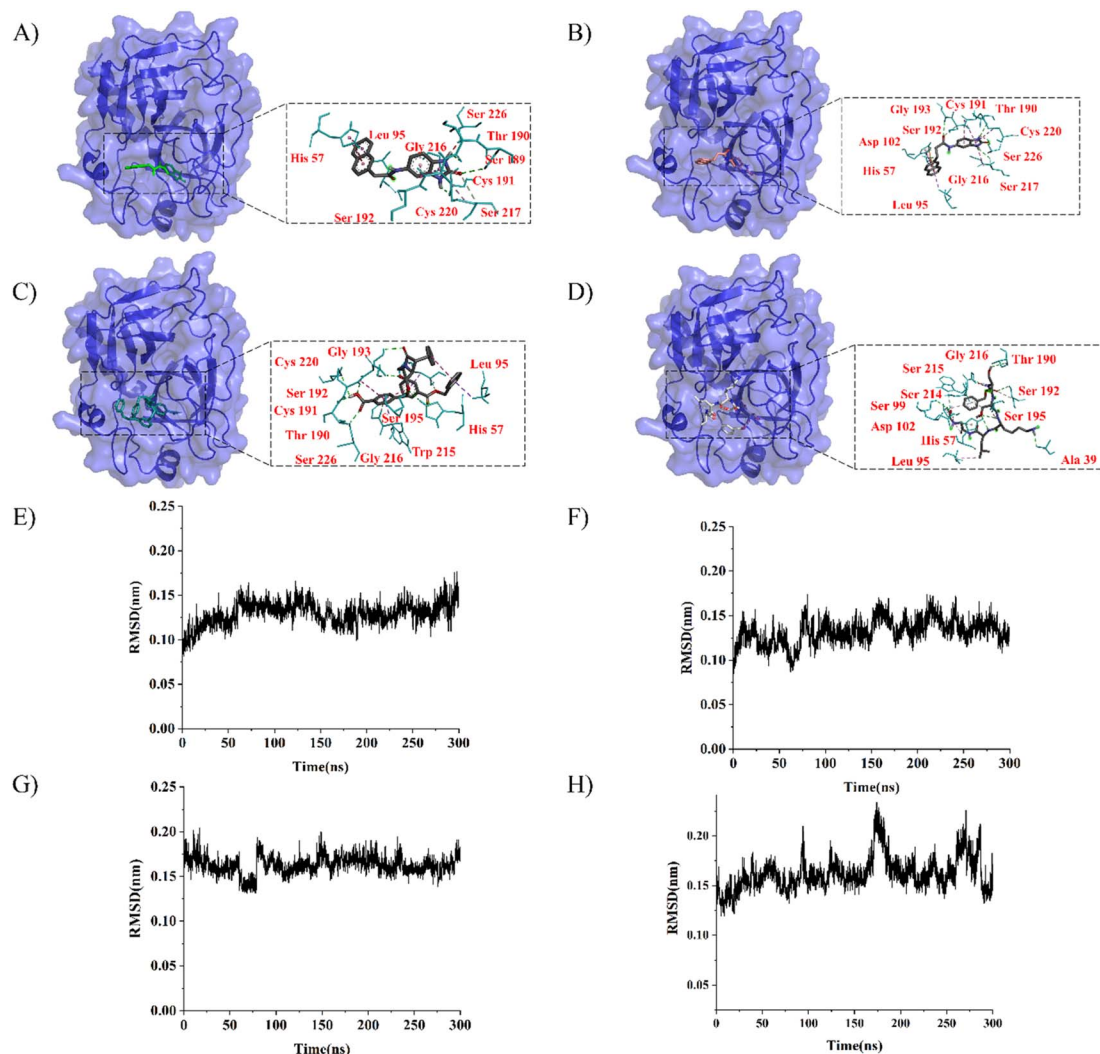 A)
Ser 226
Leu 95
Thr 190
Gly 216
His 57
Ser 189
Cys 191
Ser 192
Cys 220
Ser 217
B)
Gly 193
Cys 191
Thr 190
Ser 192
Cys 220
Asp 102
His 57
Ser 226
Gly 216
Ser 217
Leu 95
C)
Gly 193
Cys 220
Leu 95
Ser 192
Cys 191
Ser 195
Thr 190
His 57
Trp 215
Ser 226
Gly 216
D)
Gly 216
Thr 190
Ser 215
Ser 192
Ser 214
Ser 99
Ser 195
Asp 102
His 57
Leu 95
Ala 39
E)
0.25
0.20
0.15
0.10
0.05
0.00
RMSD(nm)
0 50 100 150 200 250 300
Time(ns)
F)
0.25
0.20
0.15
0.10
0.05
0.00
RMSD(nm)
0 50 100 150 200 250 300
Time(ns)
G)
0.25
0.20
0.15
0.10
0.05
0.00
RMSD(nm)
0 50 100 150 200 250 300
Time(ns)
H)
0.20
0.15
0.10
0.05
RMSD(nm)
0 50 100 150 200 250 300
Time(ns)